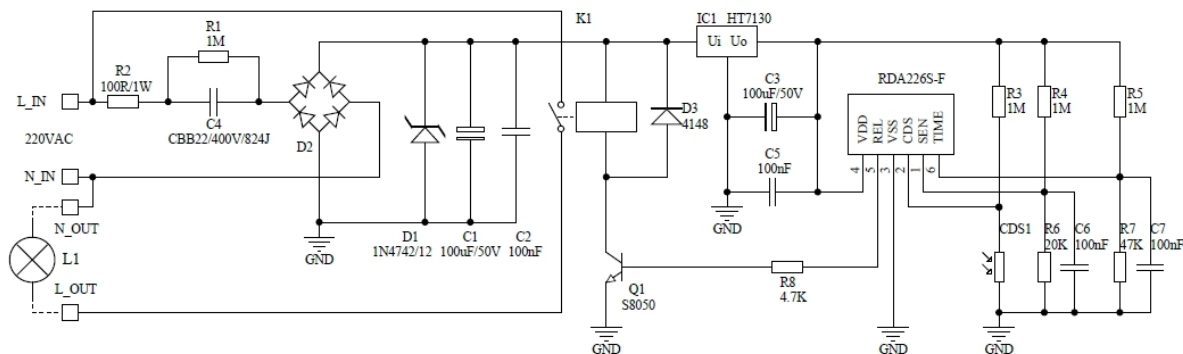 K1
IC1 HT7130
Ui Uo
R1
1M
R2
100R/1W
L_IN
C4
CBB22/400V/824J
220VAC
D2
N_IN
N_OUT
L1
L_OUT
GND
D1
1N4742/12
C1
100uF/50V
C2
100nF
D3
4148
C3
100uF/50V
C5
100nF
GND
RDA226S-F
VDD
REL
VSS
CDS
SEN
TIME
4
5
3
2
1
6
R3
1M
R4
1M
R5
1M
CDS1
R6
20K
C6
100nF
R7
47K
C7
100nF
Q1
S8050
R8
4.7K
GND
GND
GND